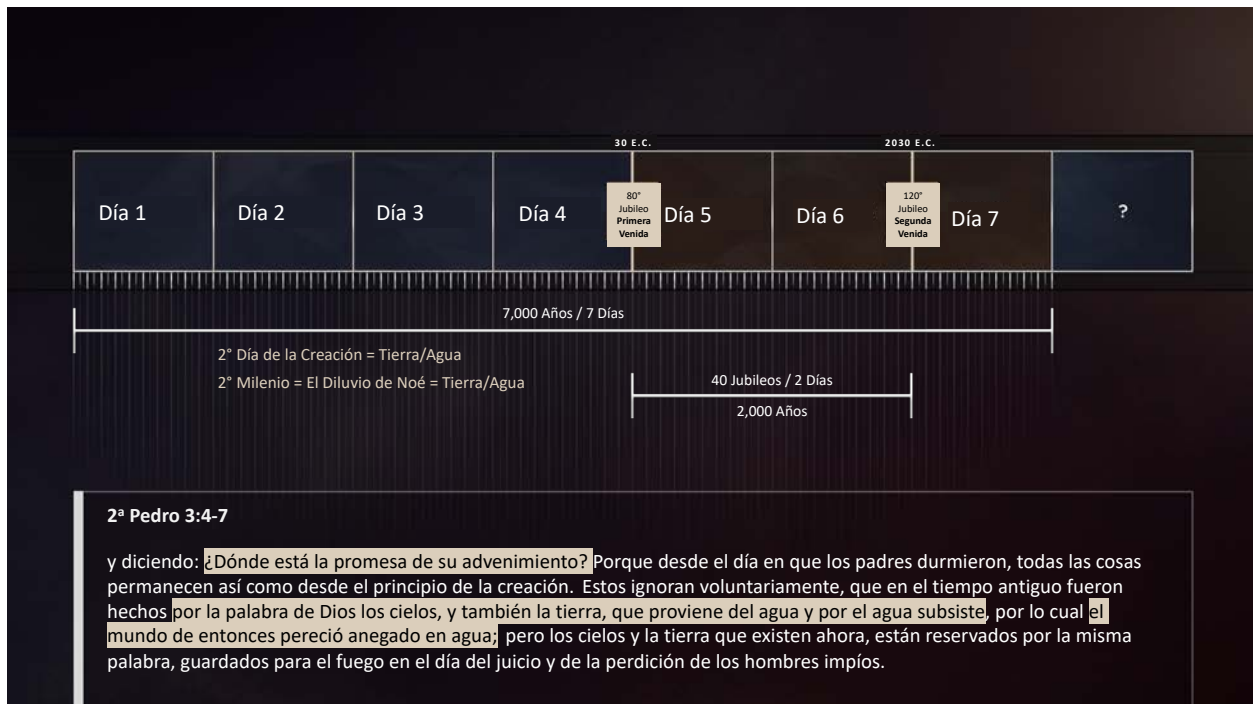 30 E.C.
2030 E.C.
Día 1
Día 2
Día 3
Día 4
80°
Jubileo
Primera
Venida
Día 5
Día 6
120°
Jubileo
Segunda
Venida
Día 7
?
7,000 Años / 7 Días
2° Día de la Creación = Tierra/Agua
2° Milenio = El Diluvio de Noé = Tierra/Agua
40 Jubileos / 2 Días
2,000 Años
2ª Pedro 3:4-7
y diciendo: ¿Dónde está la promesa de su advenimiento? Porque desde el día en que los padres durmieron, todas las cosas
permanecen así como desde el principio de la creación. Estos ignoran voluntariamente, que en el tiempo antiguo fueron
hechos por la palabra de Dios los cielos, y también la tierra, que proviene del agua y por el agua subsiste, por lo cual el
mundo de entonces pereció anegado en agua; pero los cielos y la tierra que existen ahora, están reservados por la misma
palabra, guardados para el fuego en el día del juicio y de la perdición de los hombres impíos.